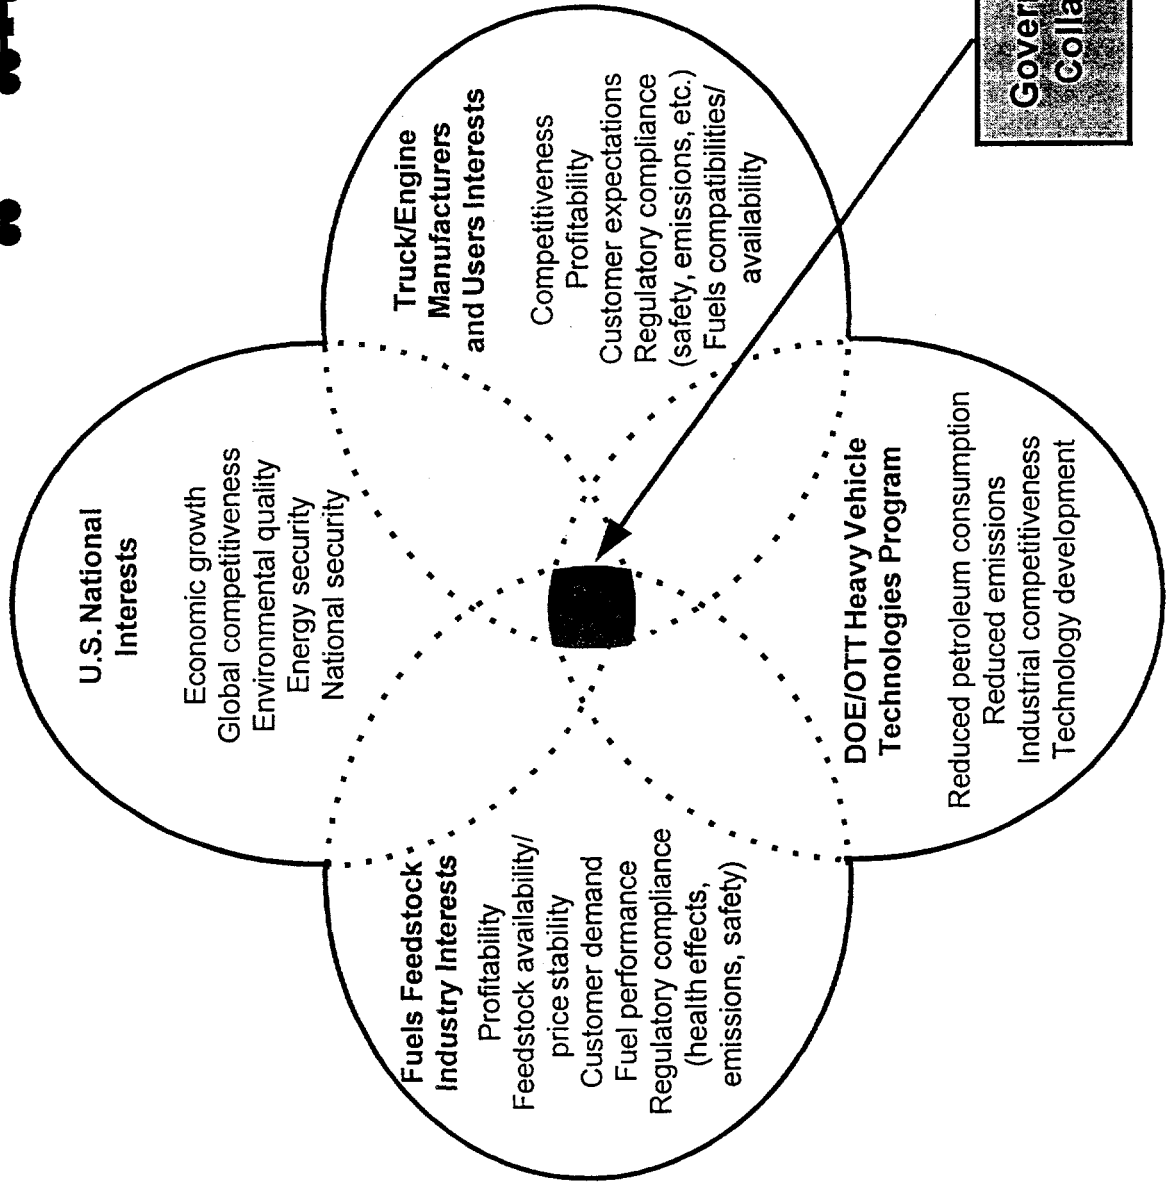 U.S. National
Interests
Economic growth
Global competitiveness
Environmental quality
Energy security
National security
Fuels Feedstock
Industry Interests
Profitability
Feedstock availability/
price stability
Customer demand
Fuel performance
Regulatory compliance
(health effects,
emissions, safety)
Truck/Engine
Manufacturers
and Users Interests
Competitiveness
Profitability
Customer expectations
Regulatory compliance
(safety, emissions, etc.)
Fuels compatibilities/
availability
DOE/OTT Heavy Vehicle
Technologies Program
Reduced petroleum consumption
Reduced emissions
Industrial competitiveness
Technology development